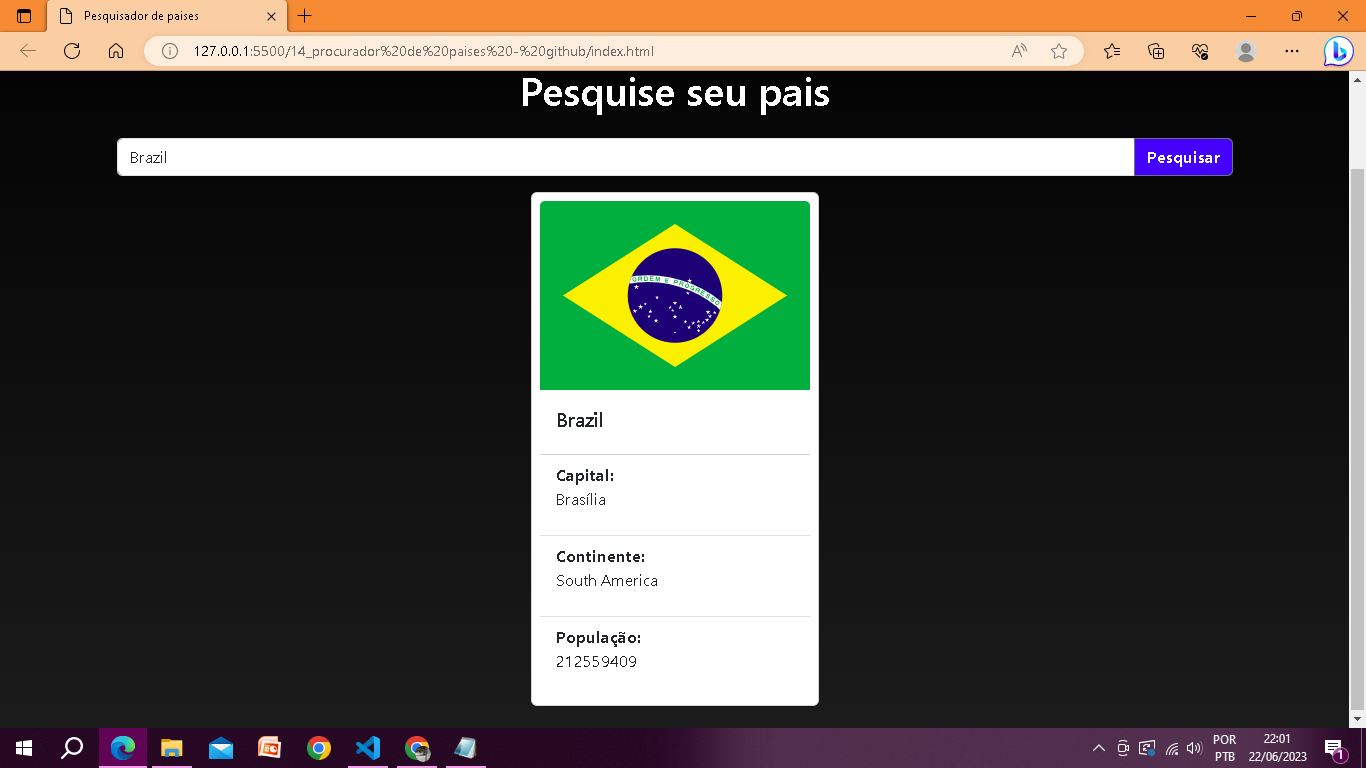 Pesquisador de paises
127.0.0.1:5500/14_procurador%20de%20paises%20-%20github/index.html
Pesquise seu pais
Brazil
Pesquisar
ORDEM E PROGRESSO
Brazil
Capital:
Brasília
Continente:
South America
População:
212559409
POR
PTB
22:01
22/06/2023
1